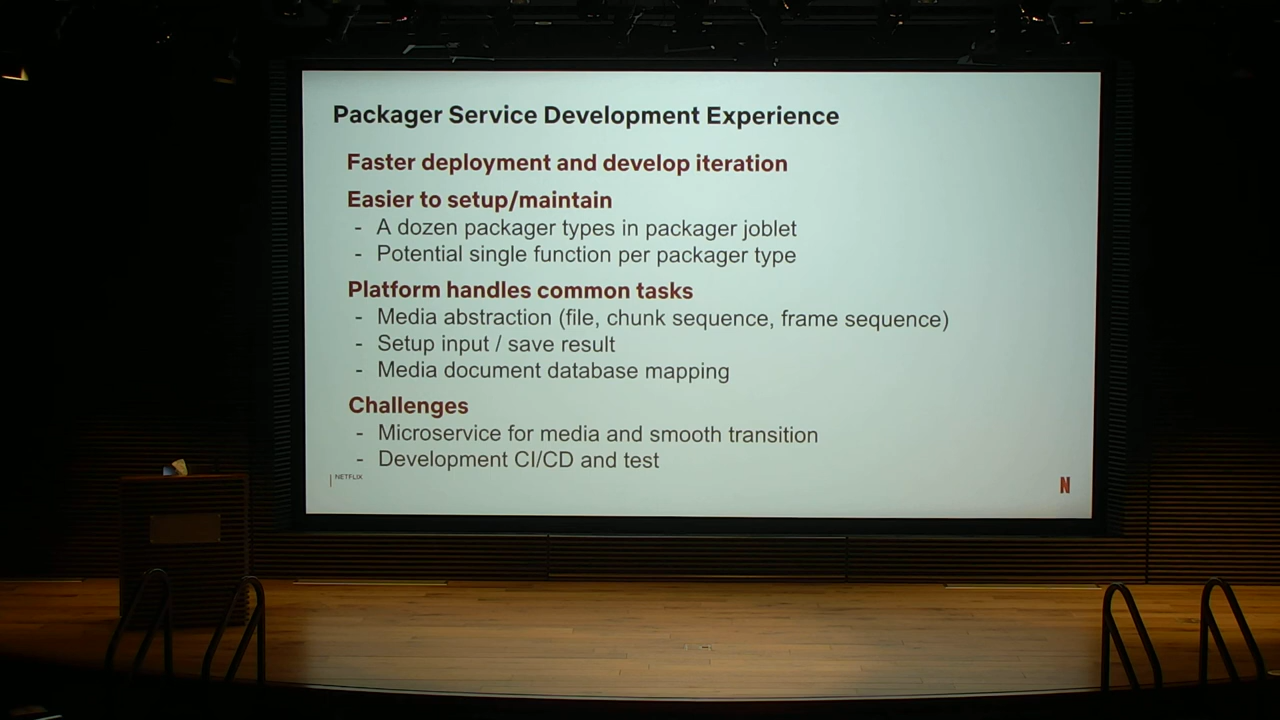 Packager Service Development Experience
Faster deployment and develop iteration
Easier to setup/maintain
- A dozen packager types in packager joblet
- Potential single function per packager type
Platform handles common tasks
- Media abstraction (file, chunk sequence, frame sequence)
- Setup input / save result
- Media document database mapping
Challenges
- Microservice for media and smooth transition
- Development CI/CD and test
NETFLIX
N